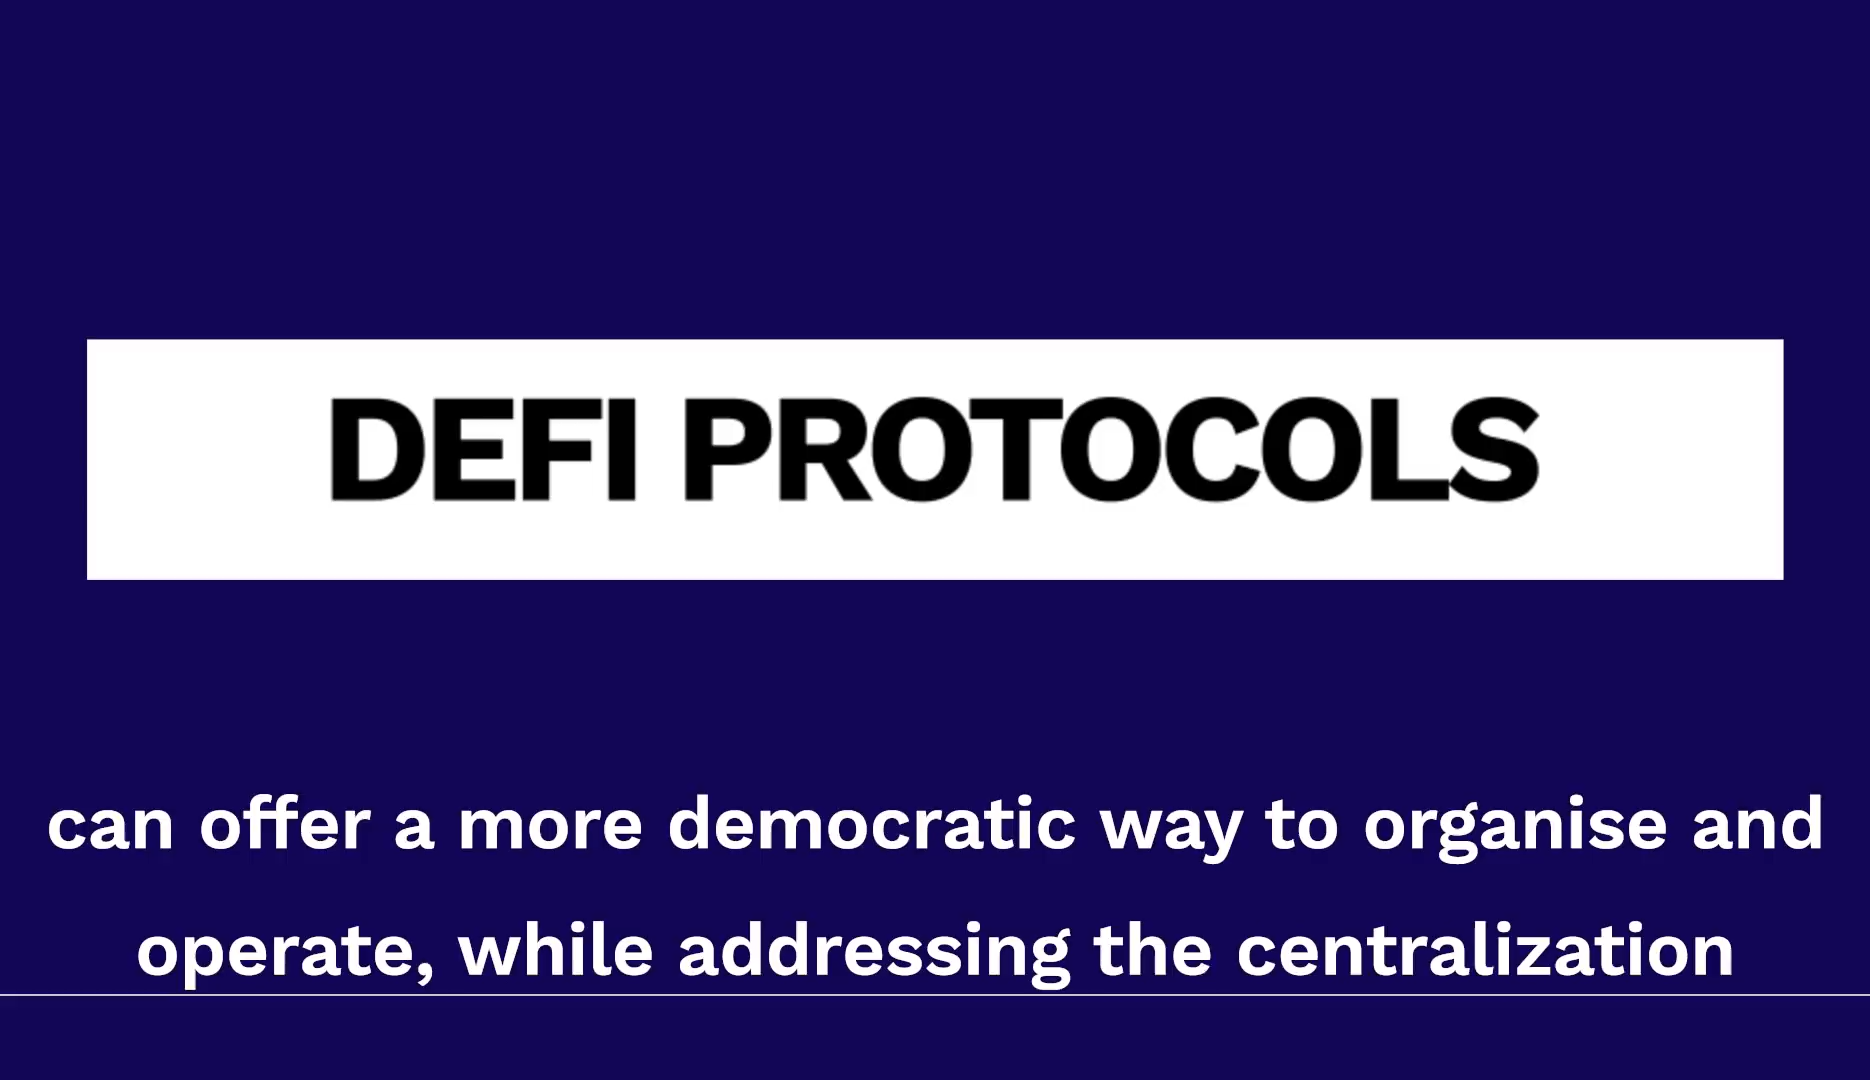 DEFI PROTOCOLS
can offer a more democratic way to organise and
operate, while addressing the centralization